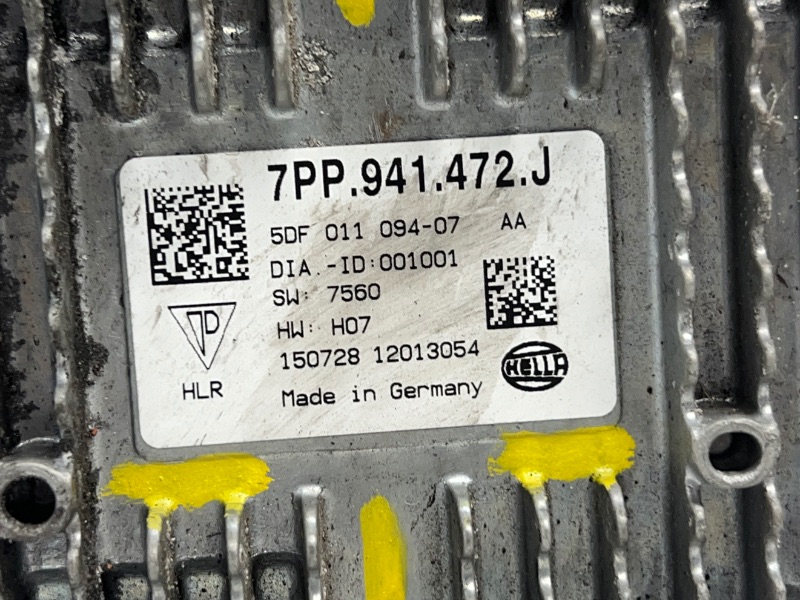 7PP.941.472.J
5DF 011 094-07 AA
DIA.-ID:001001
SW: 7560
HW: H07
150728 12013054
HLR
Made in Germany
HELLA